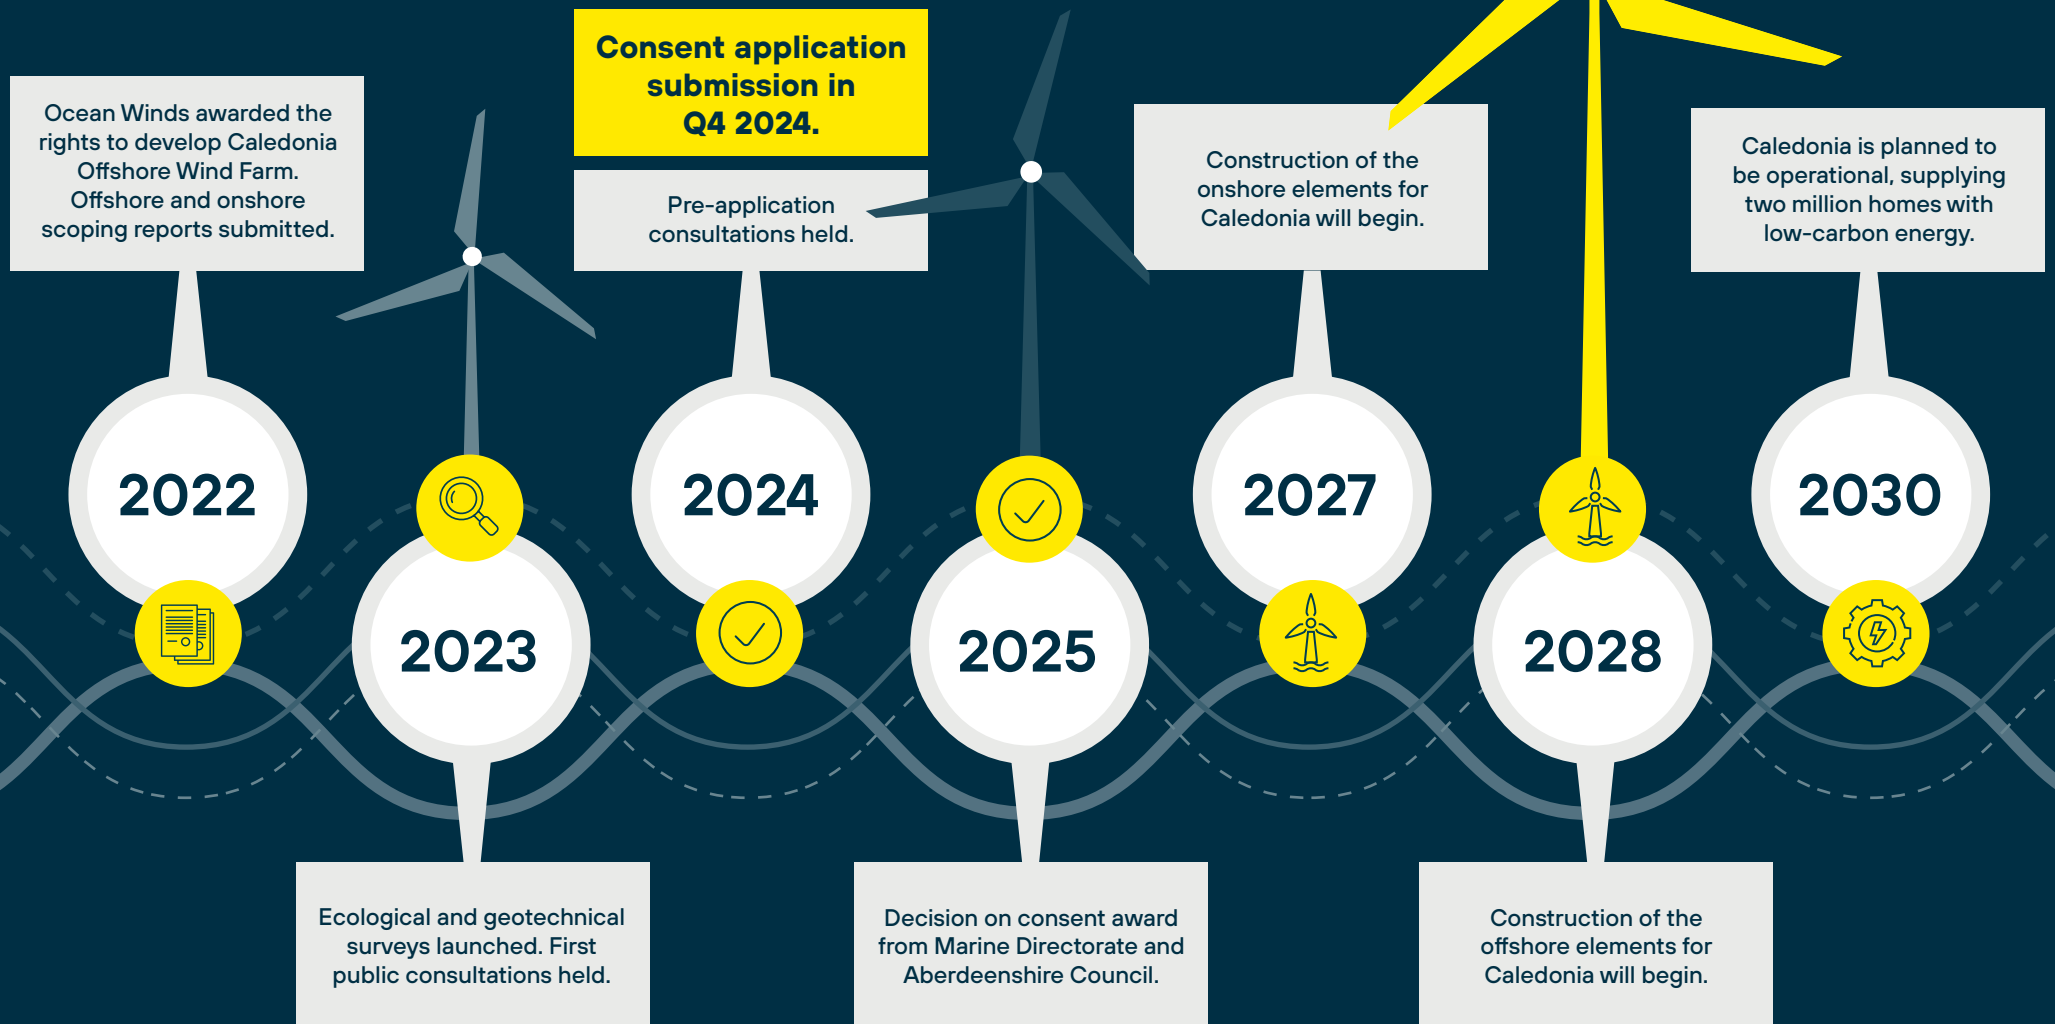 Ocean Winds awarded the
rights to develop Caledonia
Offshore Wind Farm.
Offshore and onshore
scoping reports submitted.
2022
2023
Ecological and geotechnical
surveys launched. First
public consultations held.
Consent application
submission in
Q4 2024.
Pre-application
consultations held.
2024
2025
Decision on consent award
from Marine Directorate and
Aberdeenshire Council.
Construction of the
onshore elements for
Caledonia will begin.
2027
2028
Construction of the
offshore elements for
Caledonia will begin.
Caledonia is planned to
be operational, supplying
two million homes with
low-carbon energy.
2030